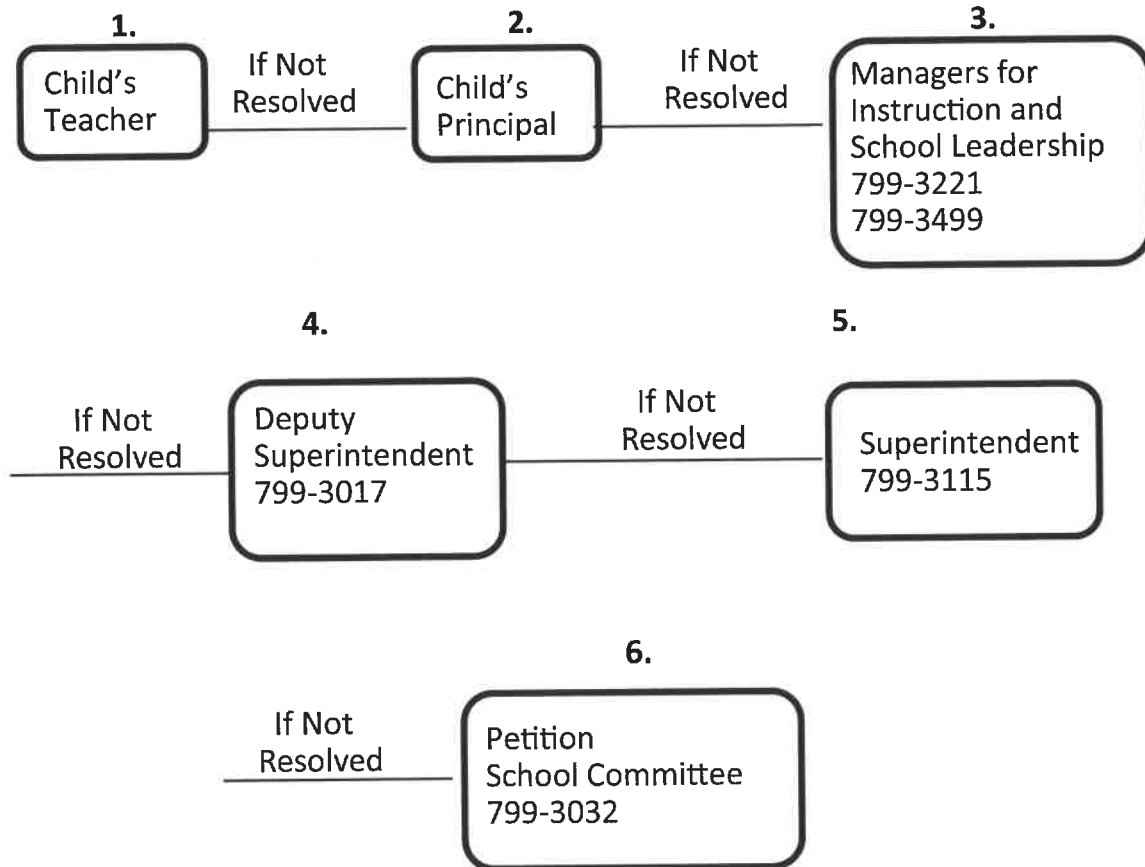 1.
Child's
Teacher
If Not
Resolved
2.
Child's
Principal
If Not
Resolved
3.
Managers for
Instruction and
School Leadership
799-3221
799-3499
If Not
Resolved
4.
Deputy
Superintendent
799-3017
If Not
Resolved
5.
Superintendent
799-3115
If Not
Resolved
6.
Petition
School Committee
799-3032